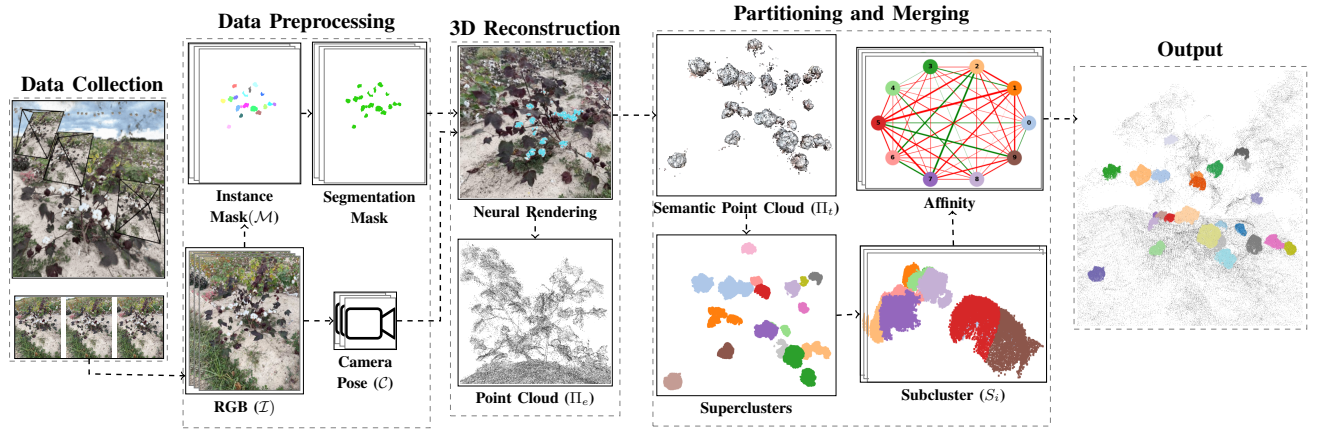 Data Collection
Data Preprocessing
Instance
Mask(𝓜)
Segmentation
Mask
RGB (𝓘)
Camera
Pose (𝓒)
3D Reconstruction
Neural Rendering
Point Cloud (Π_e)
Partitioning and Merging
Semantic Point Cloud (Π_t)
Superclusters
3
2
4
1
5
0
6
9
7
8
Affinity
Subcluster (S_i)
Output